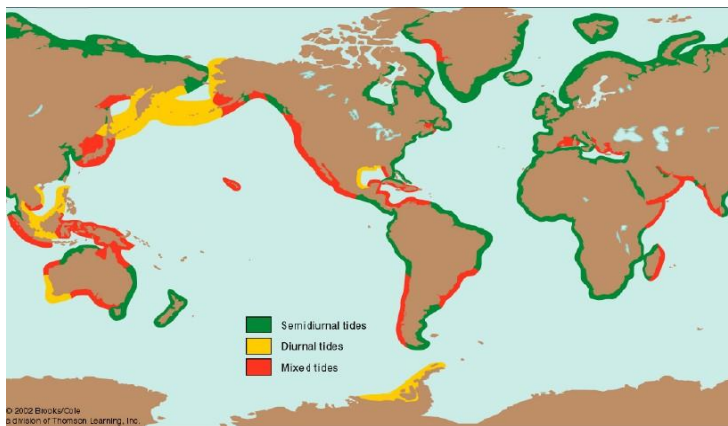 Semidiurnal tides
Diurnal tides
Mixed tides
© 2002 Brooks/Cole
a division of Thomson Learning, Inc.